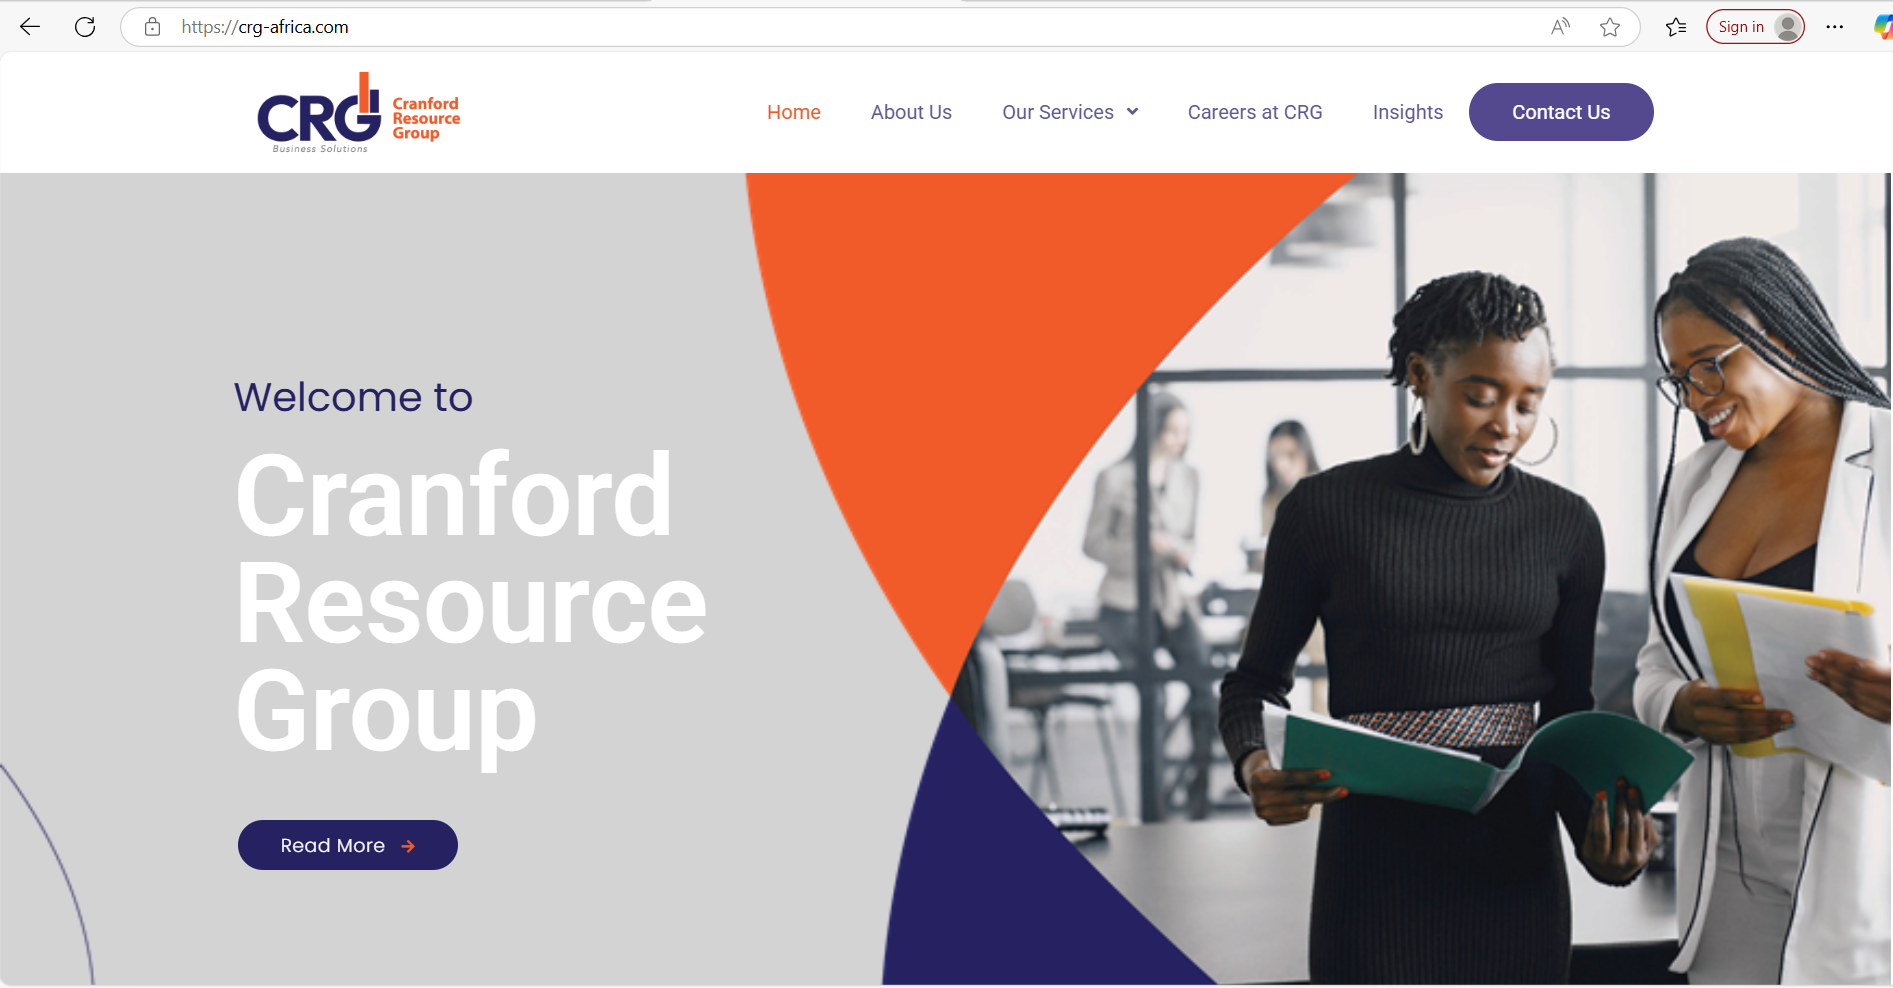 https://crg-africa.com
Sign in
CRG
Cranford
Resource
Group
Business Solutions
Home
About Us
Our Services
Careers at CRG
Insights
Contact Us
Welcome to
Cranford
Resource
Group
Read More